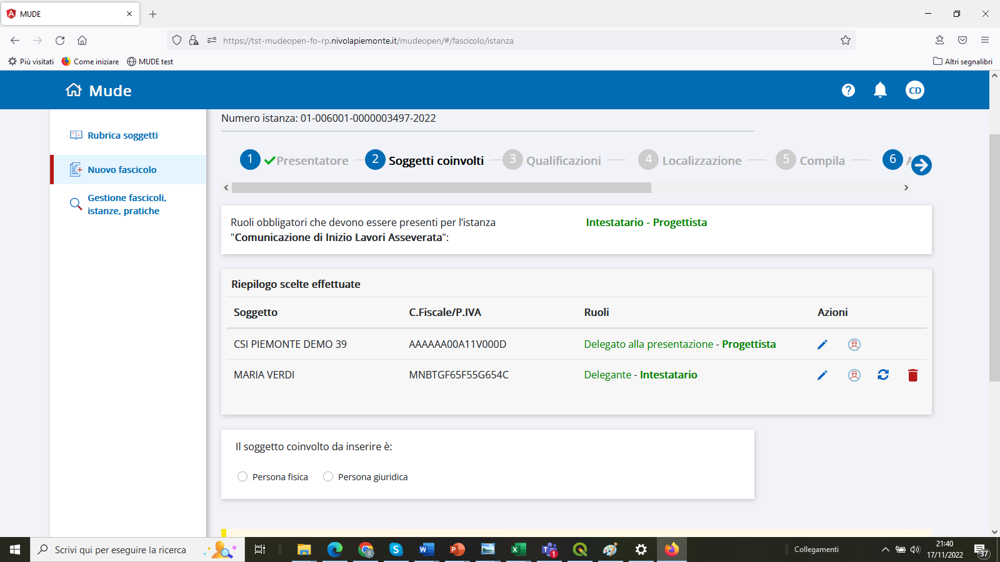 MUDE
https://tst-mudeopen-fo-rp.nivolapiemonte.it/mudeopen/#/fascicolo/istanza
Più visitati
Come iniziare
MUDE test
Altri segnalibri
Mude
?
CD
Numero istanza: 01-006001-0000003497-2022
Rubrica soggetti
Nuovo fascicolo
Gestione fascicoli,
istanze, pratiche
1 Presentatore
2 Soggetti coinvolti
3 Qualificazioni
4 Localizzazione
5 Compila
6
Ruoli obbligatori che devono essere presenti per l'istanza
"Comunicazione di Inizio Lavori Asseverata":
Intestatario - Progettista
Riepilogo scelte effettuate
Soggetto C.Fiscale/P.IVA Ruoli Azioni
CSI PIEMONTE DEMO 39 AAAAAA00A11V000D Delegato alla presentazione - Progettista
MARIA VERDI MNBTGF65F55G654C Delegante - Intestatario
Il soggetto coinvolto da inserire è:
Persona fisica Persona giuridica
Scrivi qui per eseguire la ricerca
Collegamenti
21:40
17/11/2022
37